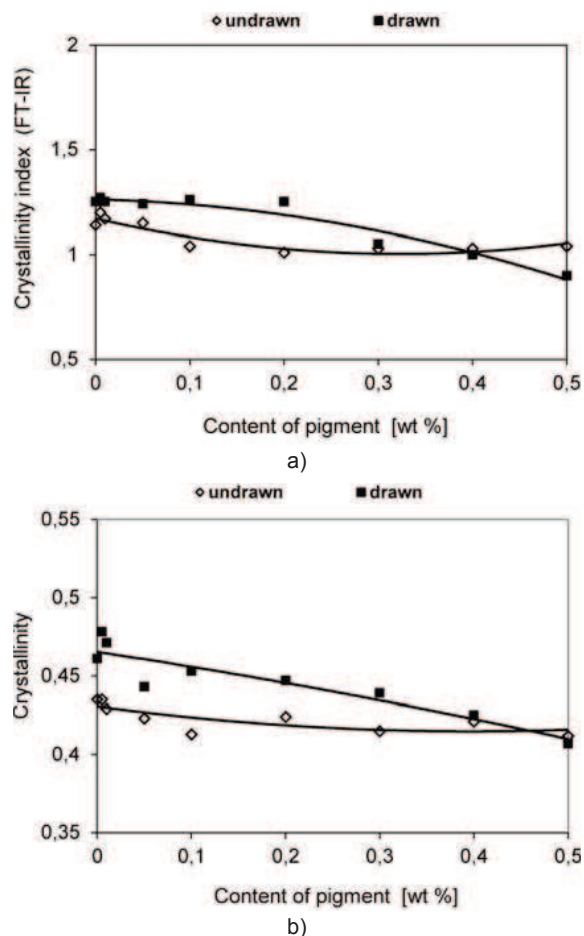 undrawn drawn
2
1,5
1
0,5
Crystallinity index (FT-IR)
0 0,1 0,2 0,3 0,4 0,5
Content of pigment [wt %]
a)
undrawn drawn
0,55
0,5
0,45
0,4
0,35
Crystallinity
0 0,1 0,2 0,3 0,4 0,5
Content of pigment [wt %]
b)